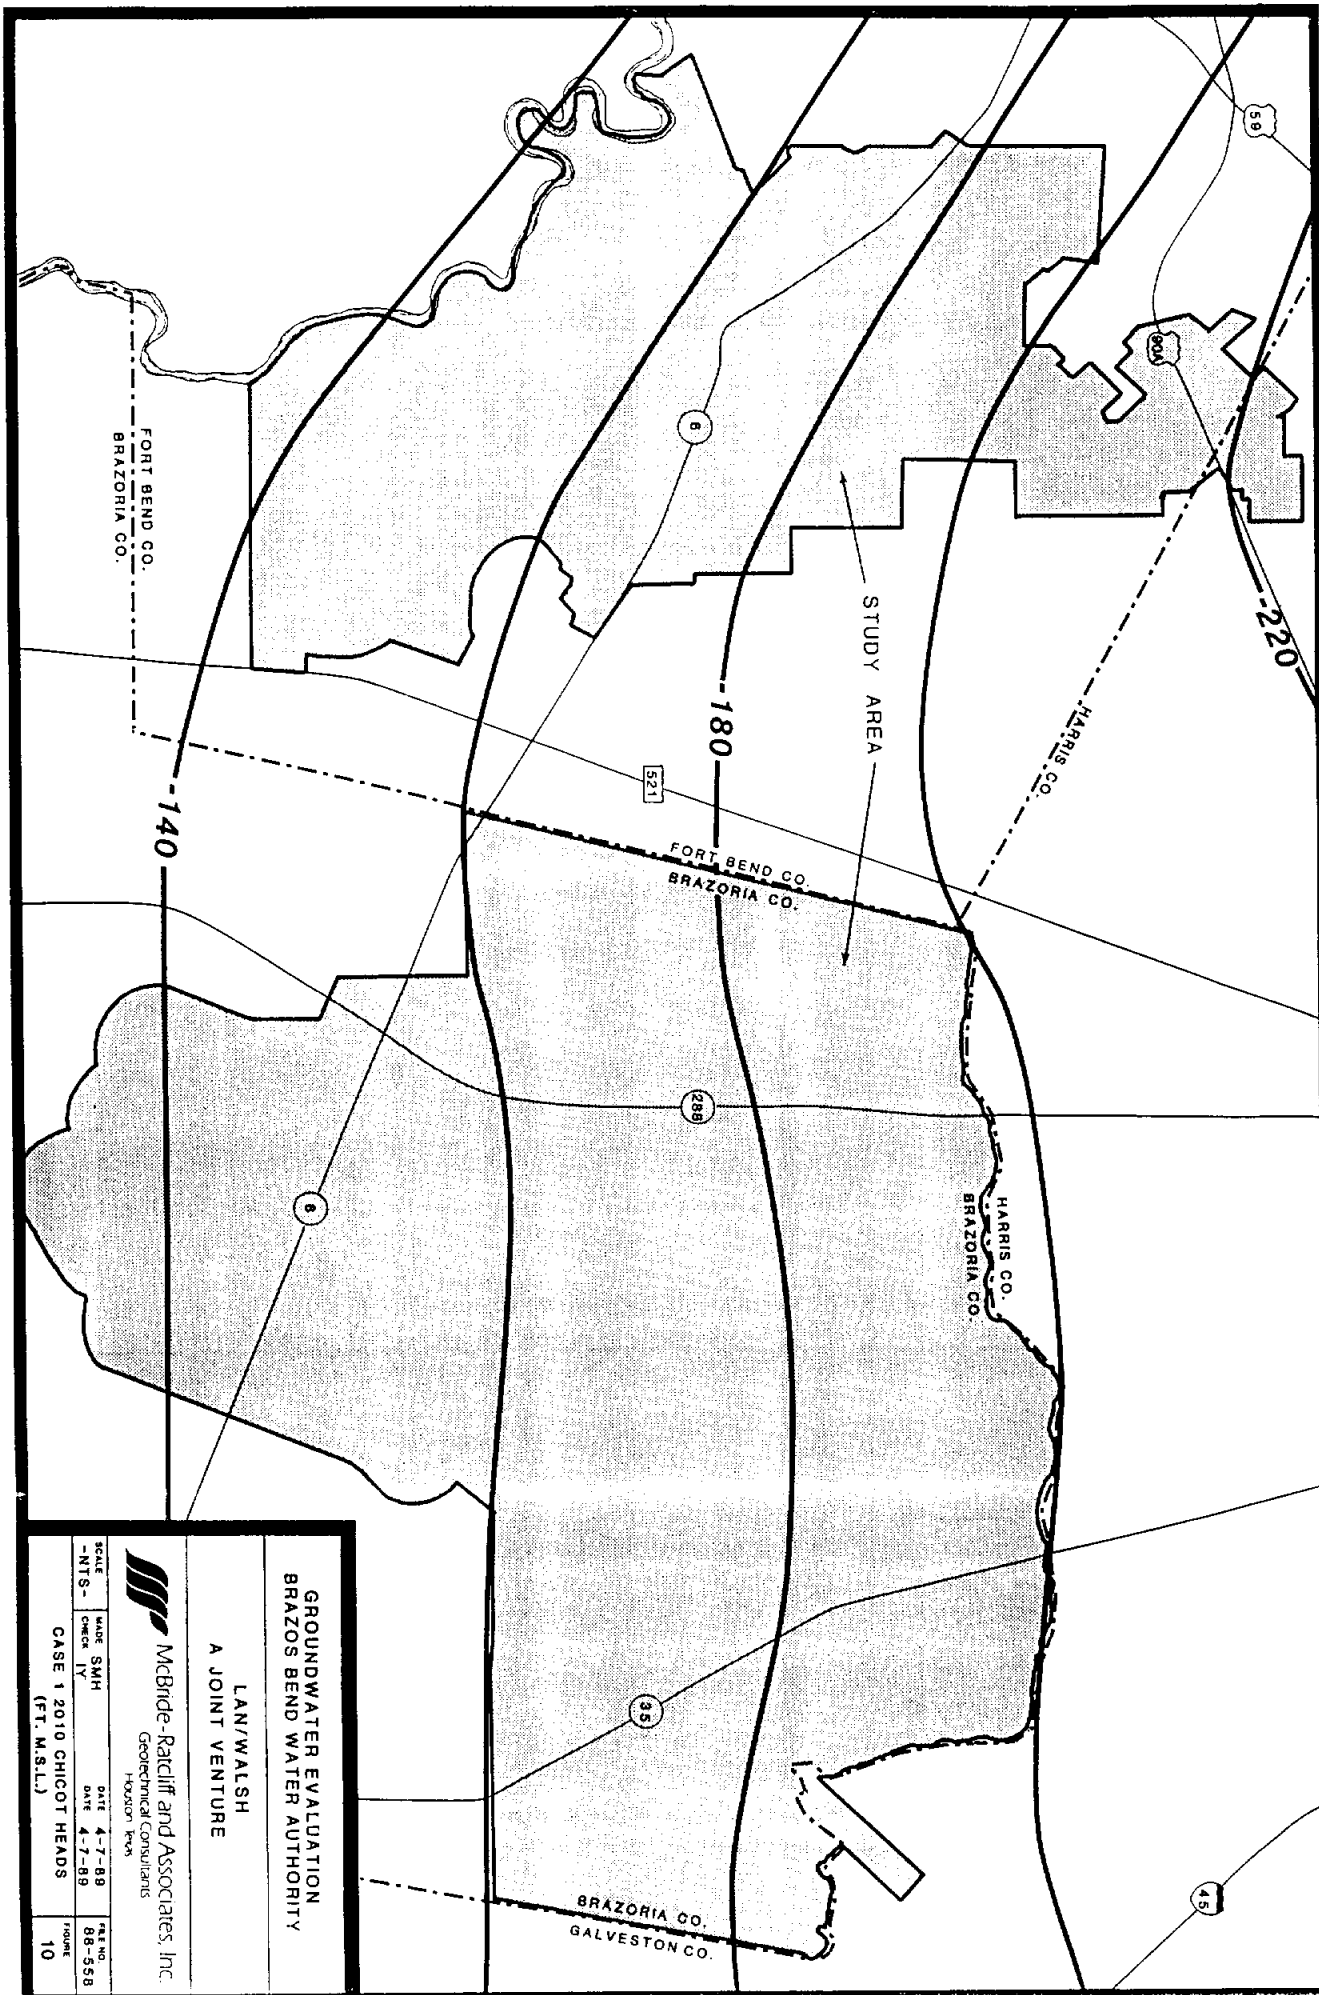 59
90A
-220
HARRIS CO.
6
STUDY AREA
-180
521
FORT BEND CO.
BRAZORIA CO.
FORT BEND CO.
BRAZORIA CO.
-140
288
6
HARRIS CO.
BRAZORIA CO.
35
45
BRAZORIA CO.
GALVESTON CO.
GROUNDWATER EVALUATION
BRAZOS BEND WATER AUTHORITY
LAN/WALSH
A JOINT VENTURE
McBride-Ratcliff and Associates, Inc.
Geotechnical Consultants
Houston Texas
SCALE
-NTS-
MADE SMH
CHECK IY
DATE 4-7-89
DATE 4-7-89
FILE NO.
88-558
CASE 1 2010 CHICOT HEADS
(FT. M.S.L.)
FIGURE
10